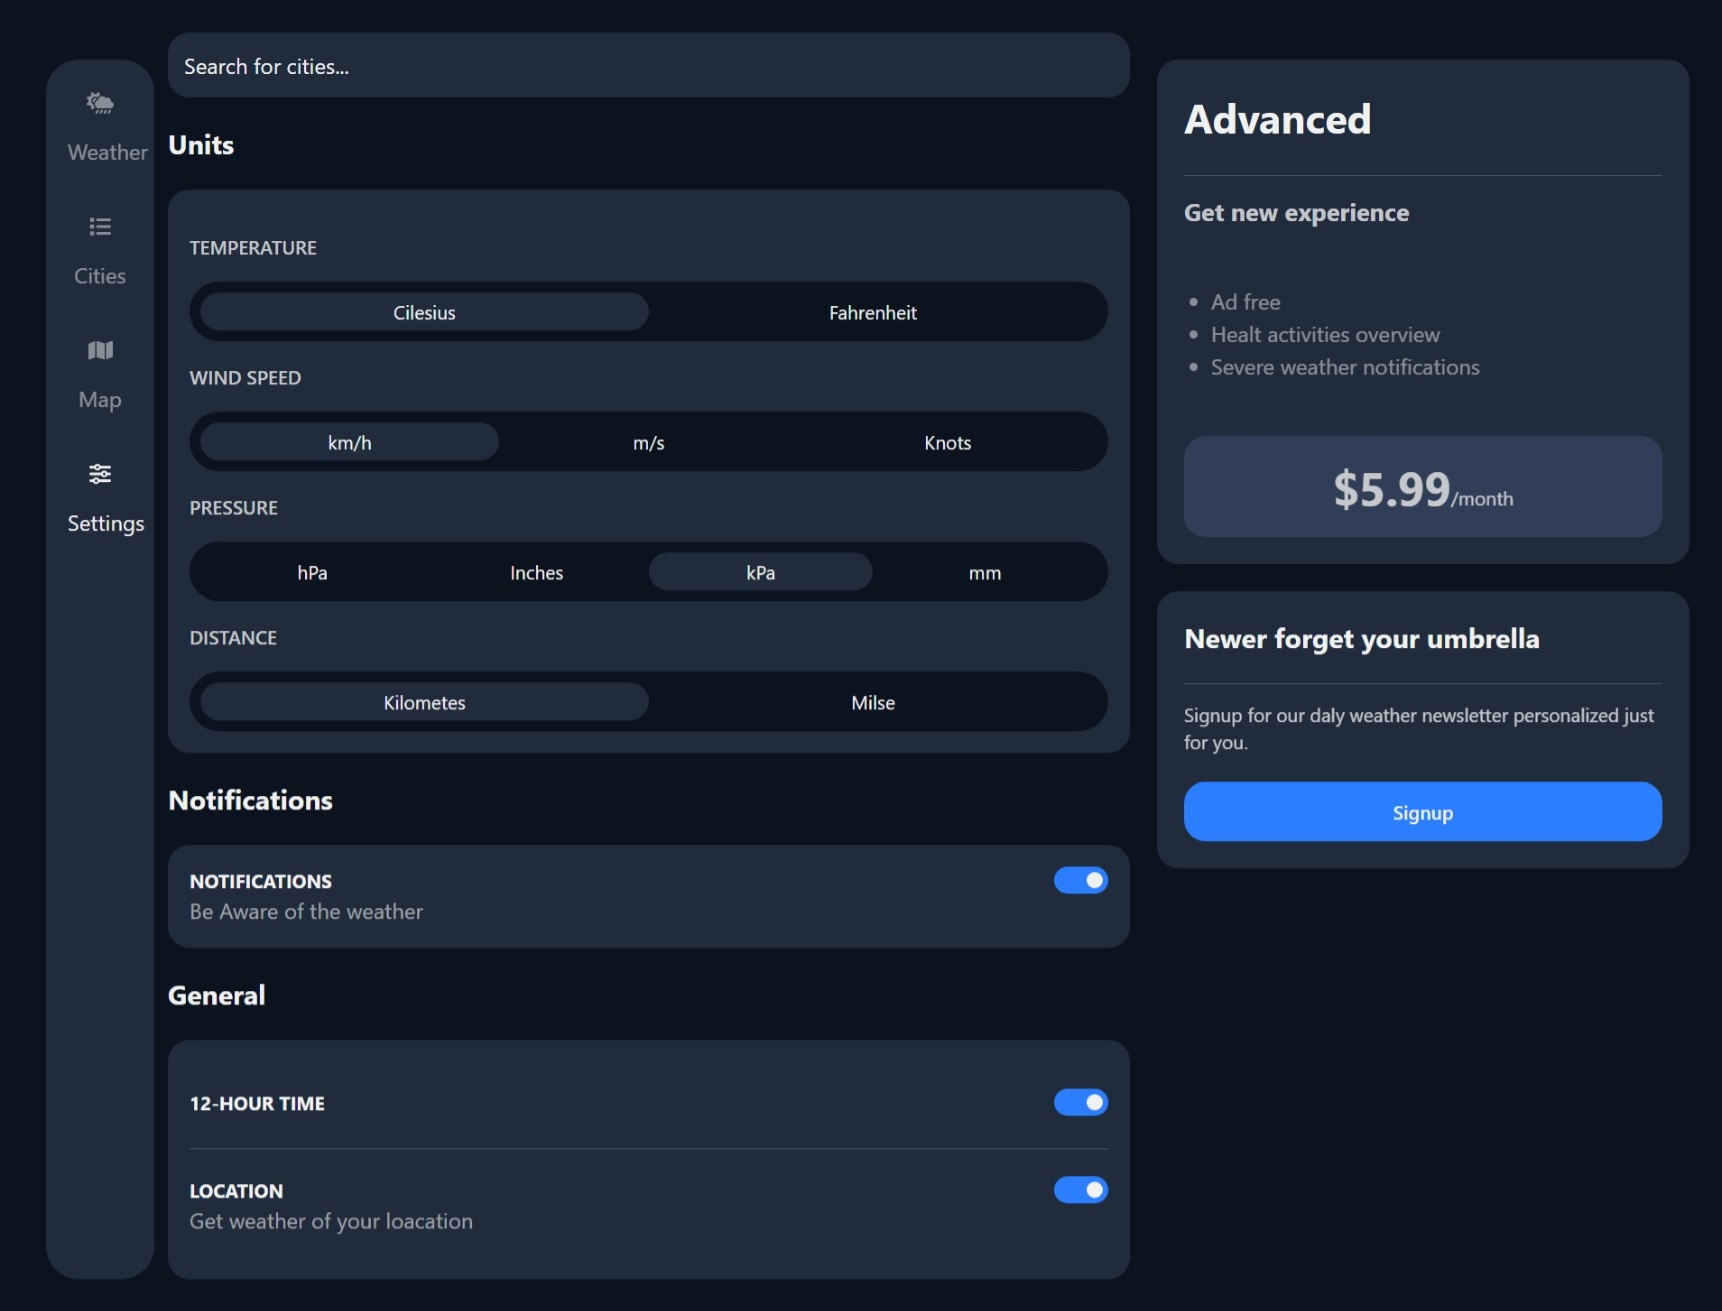 Weather
Cities
Map
Settings
Search for cities...
Units
TEMPERATURE
Cilesius Fahrenheit
WIND SPEED
km/h m/s Knots
PRESSURE
hPa Inches kPa mm
DISTANCE
Kilometes Milse
Notifications
NOTIFICATIONS
Be Aware of the weather
General
12-HOUR TIME
LOCATION
Get weather of your loacation
Advanced
Get new experience
Ad free
Healt activities overview
Severe weather notifications
$5.99/month
Newer forget your umbrella
Signup for our daly weather newsletter personalized just
for you.
Signup